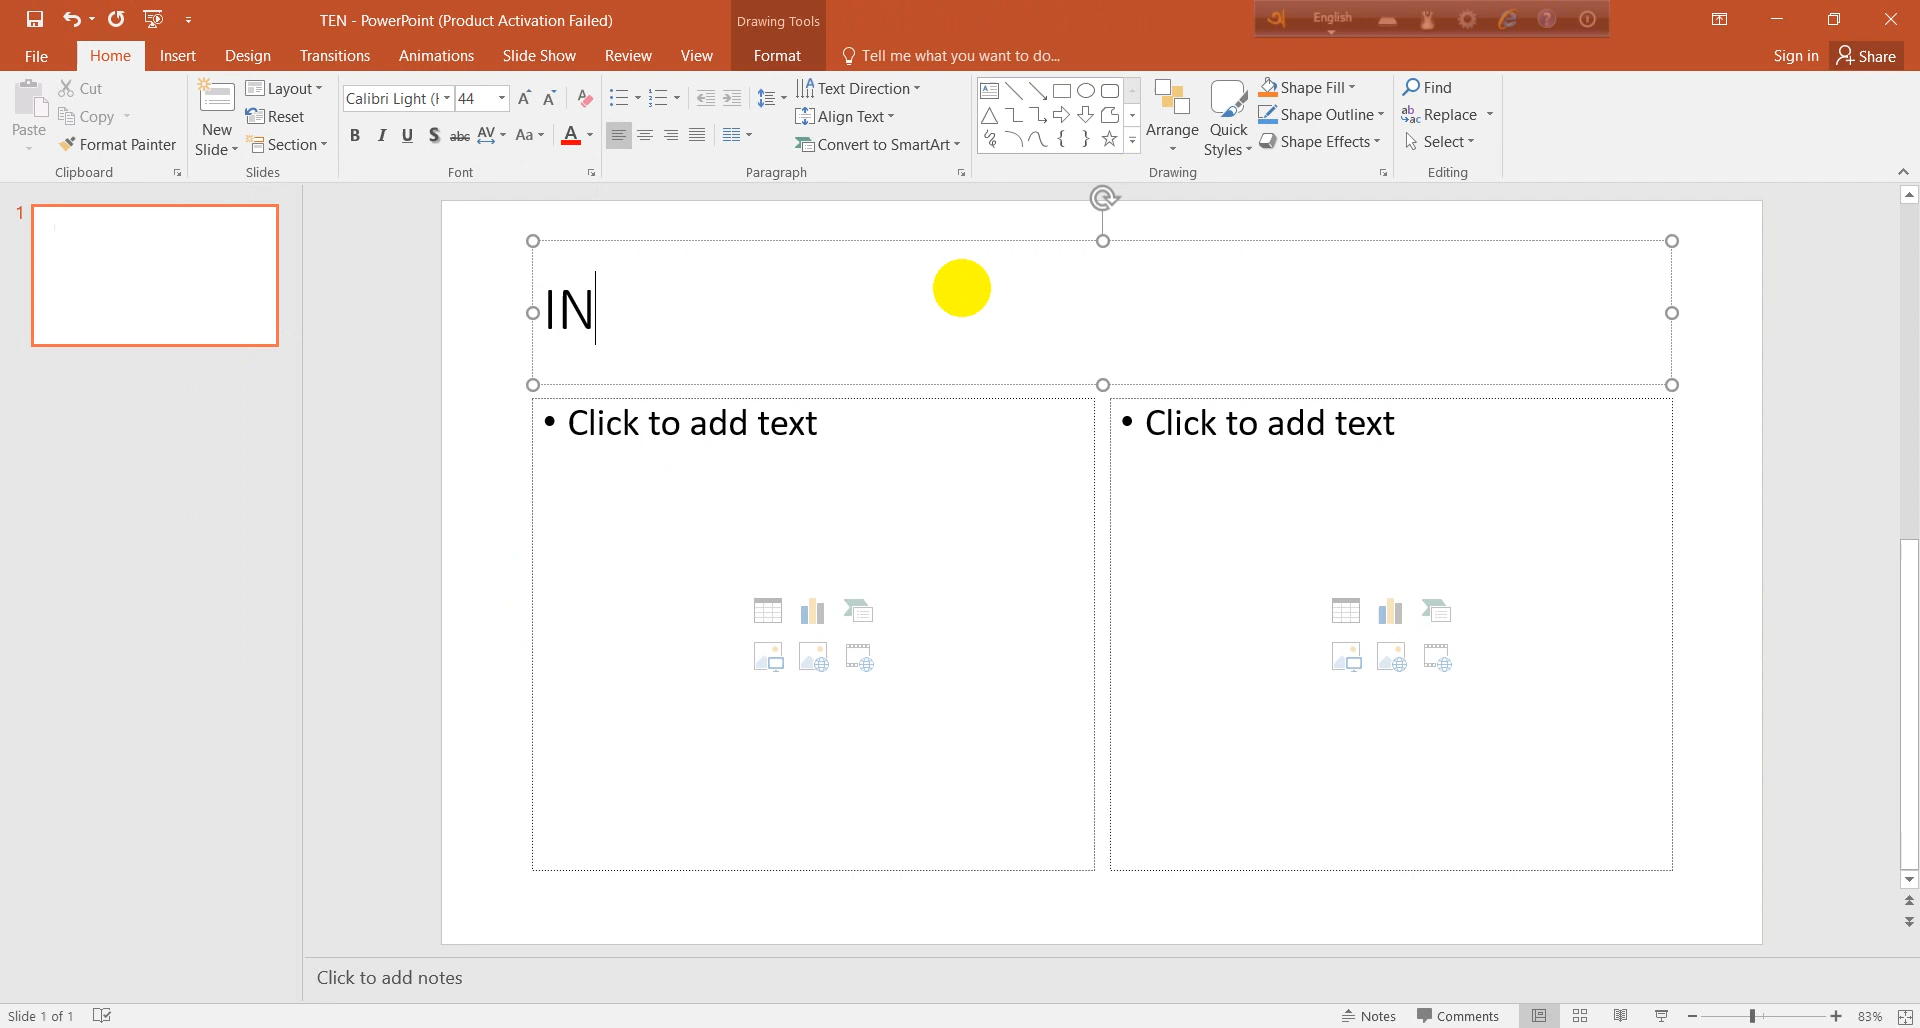 TEN - PowerPoint (Product Activation Failed)
Drawing Tools
English
File Home Insert Design Transitions Animations Slide Show Review View Format Tell me what you want to do...
Sign in Share
Paste
Cut
Copy
Format Painter
Clipboard
New Slide
Layout
Reset
Section
Slides
Calibri Light (H 44
B I U S abc AV Aa A
Font
Text Direction
Align Text
Convert to SmartArt
Paragraph
Arrange
Quick Styles
Shape Fill
Shape Outline
Shape Effects
Drawing
Find
Replace
Select
Editing
1
IN
• Click to add text
• Click to add text
Click to add notes
Slide 1 of 1
Notes Comments 83%